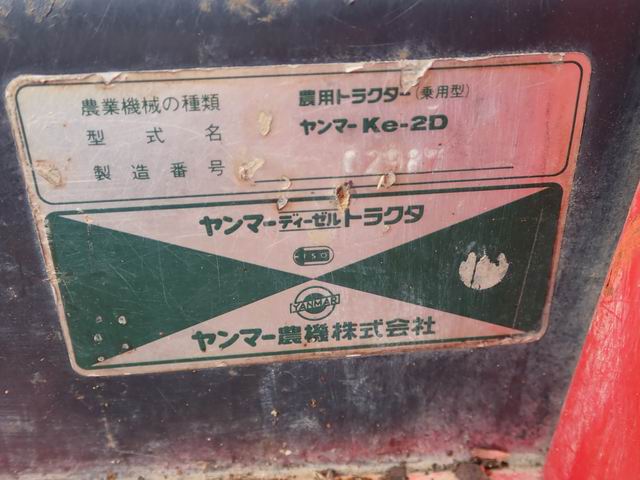 農業機械の種類 農用トラクター(乗用型)
型式名 ヤンマーKe-2D
製造番号 02987
ヤンマーディーゼルトラクタ
ISO
YANMAR
ヤンマー農機株式会社